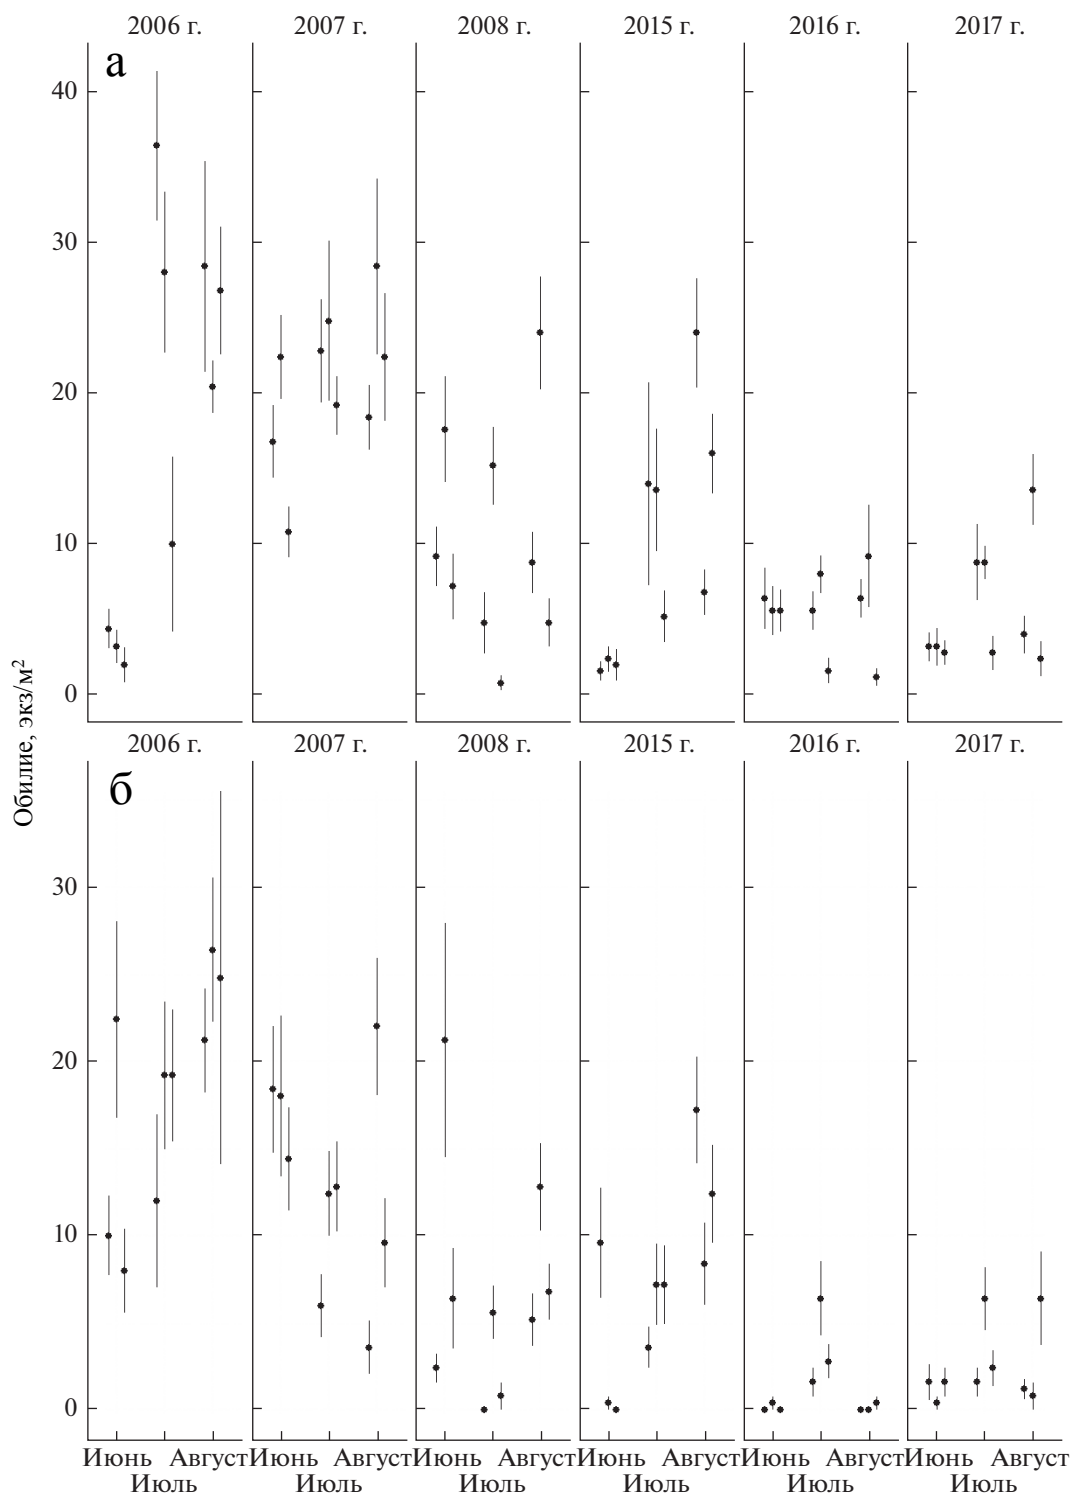 2006 г. 2007 г. 2008 г. 2015 г. 2016 г. 2017 г.
а
40
30
20
10
0
Обилие, экз/м²
2006 г. 2007 г. 2008 г. 2015 г. 2016 г. 2017 г.
б
30
20
10
0
Июнь Август Июнь Август Июнь Август Июнь Август Июнь Август Июнь Август
Июль Июль Июль Июль Июль Июль